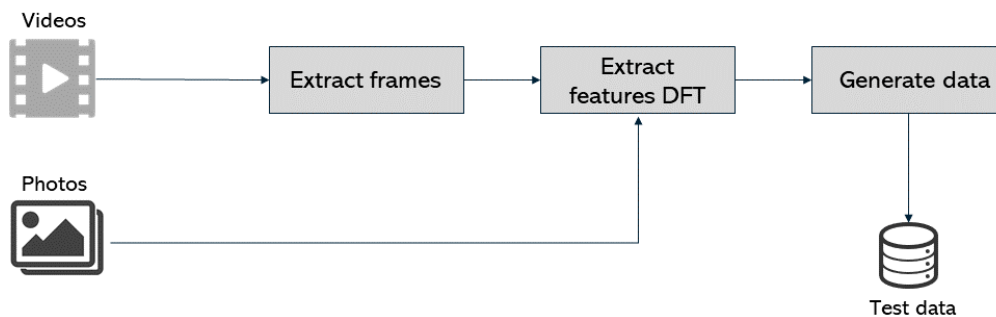 Videos
Extract frames
Extract
features DFT
Generate data
Photos
Test data